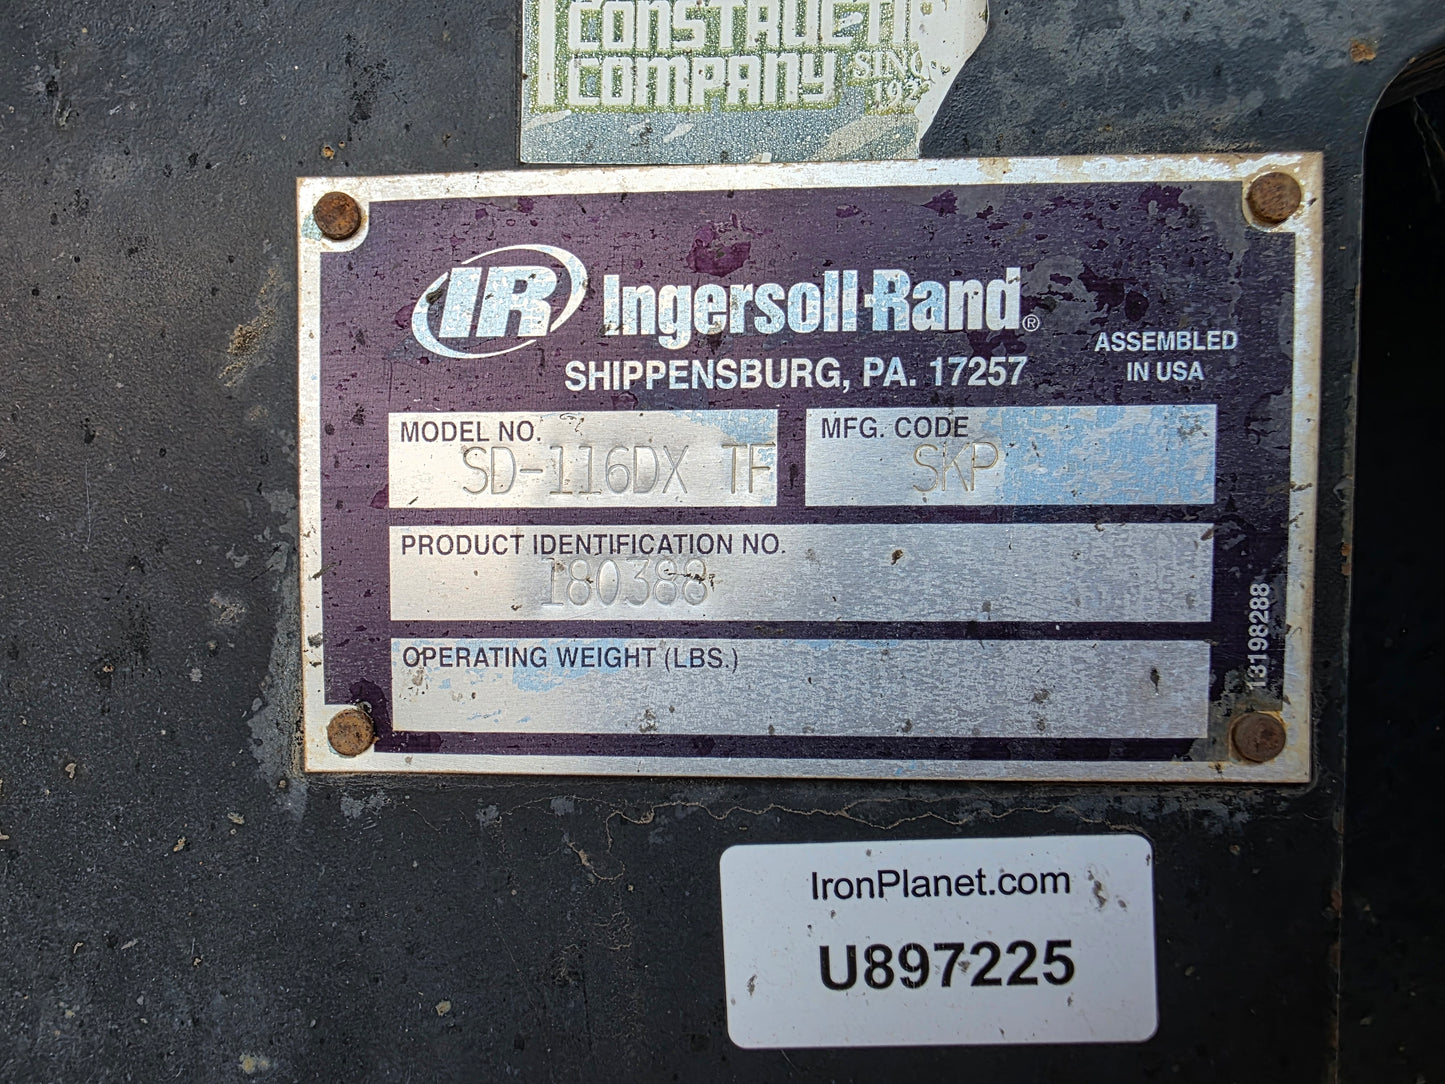 CONSTRUCTI
COMPANY
IR Ingersoll-Rand®
SHIPPENSBURG, PA. 17257
ASSEMBLED
IN USA
MODEL NO.
SD-116DX TF
MFG. CODE
SKP
PRODUCT IDENTIFICATION NO.
180388
OPERATING WEIGHT (LBS.)
13198288
IronPlanet.com
U897225